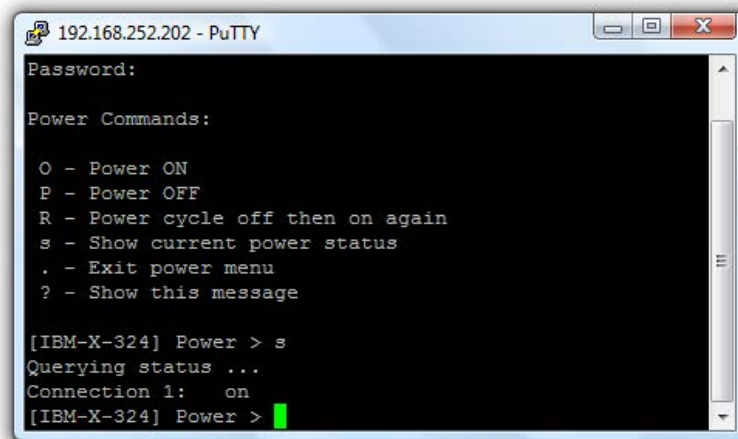 192.168.252.202 - PuTTY
Password:
Power Commands:
O - Power ON
P - Power OFF
R - Power cycle off then on again
s - Show current power status
. - Exit power menu
? - Show this message
[IBM-X-324] Power > s
Querying status ...
Connection 1:   on
[IBM-X-324] Power >